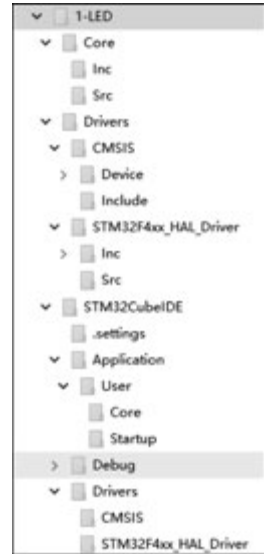 1-LED
Core
Inc
Src
Drivers
CMSIS
Device
Include
STM32F4xx_HAL_Driver
Inc
Src
STM32CubeIDE
.settings
Application
User
Core
Startup
Debug
Drivers
CMSIS
STM32F4xx_HAL_Driver